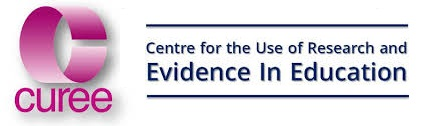 curee
Centre for the Use of Research and
Evidence In Education